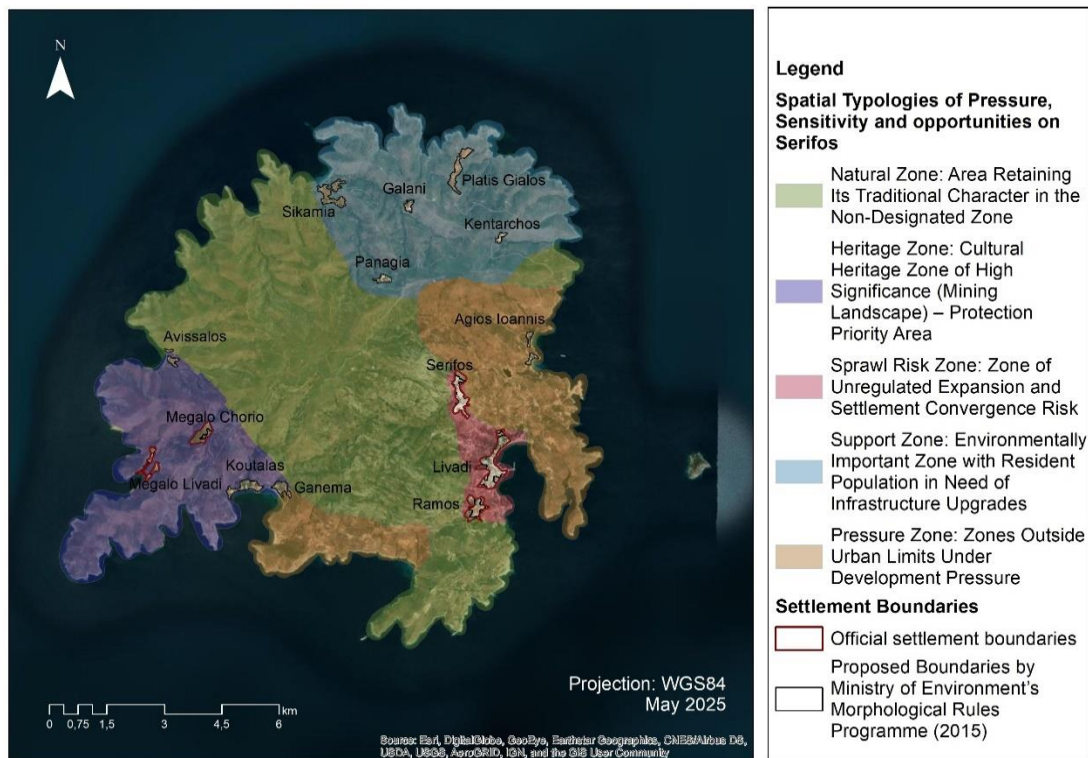 N
Platis Gialos
Galani
Sikamia
Kentarchos
Panagia
Agios Ioannis
Avissalos
Serifos
Megalo Chorio
Livadi
Koutalas
Megalo Livadi
Ganema
Ramos
Projection: WGS84
May 2025
0 0,75 1,5 3 4,5 6
km
Source: Esri, DigitalGlobe, GeoEye, Earthstar Geographics, CNES/Airbus DS,
USDA, USGS, AeroGRID, IGN, and the GIS User Community
Legend
Spatial Typologies of Pressure,
Sensitivity and opportunities on
Serifos
Natural Zone: Area Retaining
Its Traditional Character in the
Non-Designated Zone
Heritage Zone: Cultural
Heritage Zone of High
Significance (Mining
Landscape) – Protection
Priority Area
Sprawl Risk Zone: Zone of
Unregulated Expansion and
Settlement Convergence Risk
Support Zone: Environmentally
Important Zone with Resident
Population in Need of
Infrastructure Upgrades
Pressure Zone: Zones Outside
Urban Limits Under
Development Pressure
Settlement Boundaries
Official settlement boundaries
Proposed Boundaries by
Ministry of Environment's
Morphological Rules
Programme (2015)